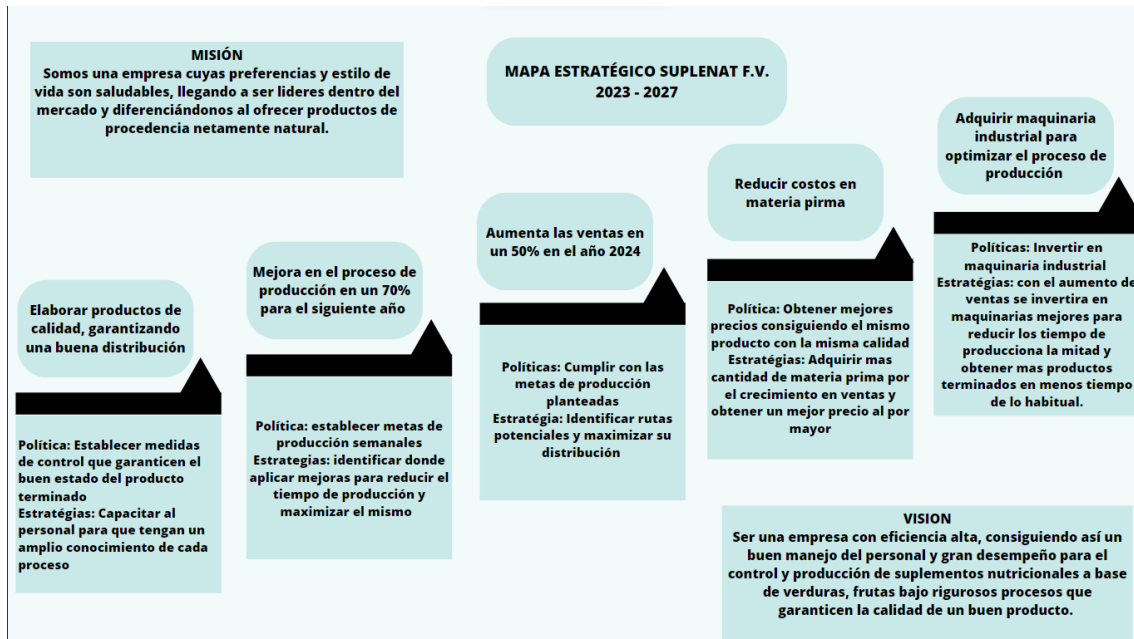 MISIÓN
Somos una empresa cuyas preferencias y estilo de
vida son saludables, llegando a ser lideres dentro del
mercado y diferenciándonos al ofrecer productos de
procedencia netamente natural.
MAPA ESTRATÉGICO SUPLENAT F.V.
2023 - 2027
Elaborar productos de
calidad, garantizando
una buena distribución
Política: Establecer medidas
de control que garanticen el
buen estado del producto
terminado
Estratégias: Capacitar al
personal para que tengan un
amplio conocimiento de cada
proceso
Mejora en el proceso de
producción en un 70%
para el siguiente año
Política: establecer metas de
producción semanales
Estrategias: identificar donde
aplicar mejoras para reducir el
tiempo de producción y
maximizar el mismo
Aumenta las ventas en
un 50% en el año 2024
Políticas: Cumplir con las
metas de producción
planteadas
Estratégia: Identificar rutas
potenciales y maximizar su
distribución
Reducir costos en
materia pirma
Política: Obtener mejores
precios consiguiendo el mismo
producto con la misma calidad
Estratégias: Adquirir mas
cantidad de materia prima por
el crecimiento en ventas y
obtener un mejor precio al por
mayor
Adquirir maquinaria
industrial para
optimizar el proceso de
producción
Políticas: Invertir en
maquinaria industrial
Estratégias: con el aumento de
ventas se invertira en
maquinarias mejores para
reducir los tiempo de
producciona la mitad y
obtener mas productos
terminados en menos tiempo
de lo habitual.
VISION
Ser una empresa con eficiencia alta, consiguiendo así un
buen manejo del personal y gran desempeño para el
control y producción de suplementos nutricionales a base
de verduras, frutas bajo rigurosos procesos que
garanticen la calidad de un buen producto.